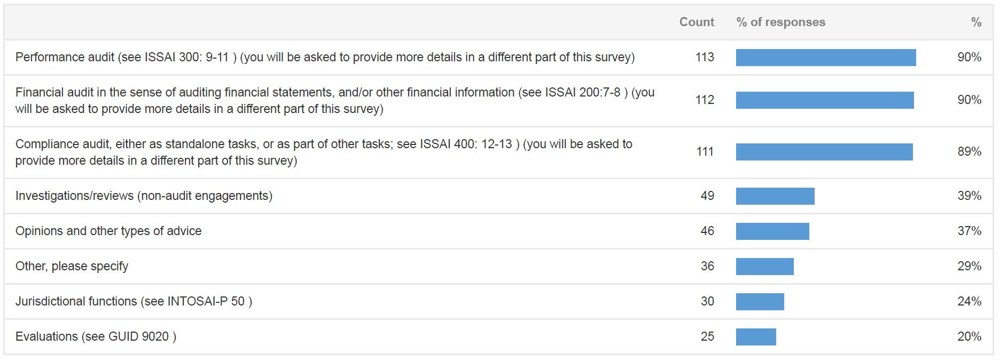 Count % of responses %
Performance audit (see ISSAI 300: 9-11 ) (you will be asked to provide more details in a different part of this survey) 113 90%
Financial audit in the sense of auditing financial statements, and/or other financial information (see ISSAI 200:7-8 ) (you
will be asked to provide more details in a different part of this survey) 112 90%
Compliance audit, either as standalone tasks, or as part of other tasks; see ISSAI 400: 12-13 ) (you will be asked to
provide more details in a different part of this survey) 111 89%
Investigations/reviews (non-audit engagements) 49 39%
Opinions and other types of advice 46 37%
Other, please specify 36 29%
Jurisdictional functions (see INTOSAI-P 50 ) 30 24%
Evaluations (see GUID 9020 ) 25 20%